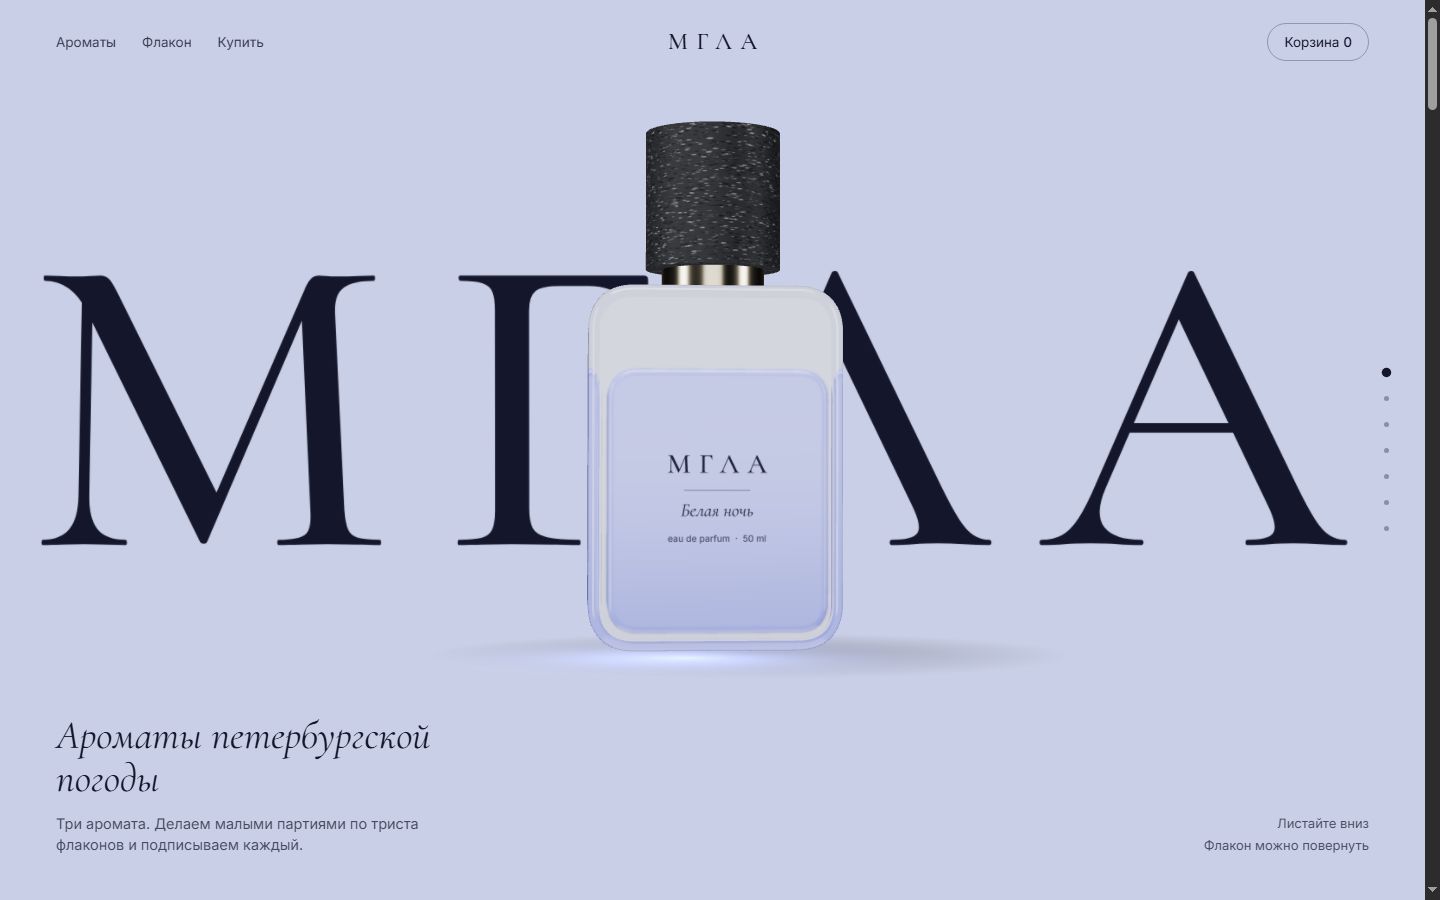 Ароматы Флакон Купить
МГЛА
Корзина 0
МГЛА
МГЛА
Белая ночь
eau de parfum · 50 ml
Ароматы петербургской
погоды
Три аромата. Делаем малыми партиями по триста
флаконов и подписываем каждый.
Листайте вниз
Флакон можно повернуть